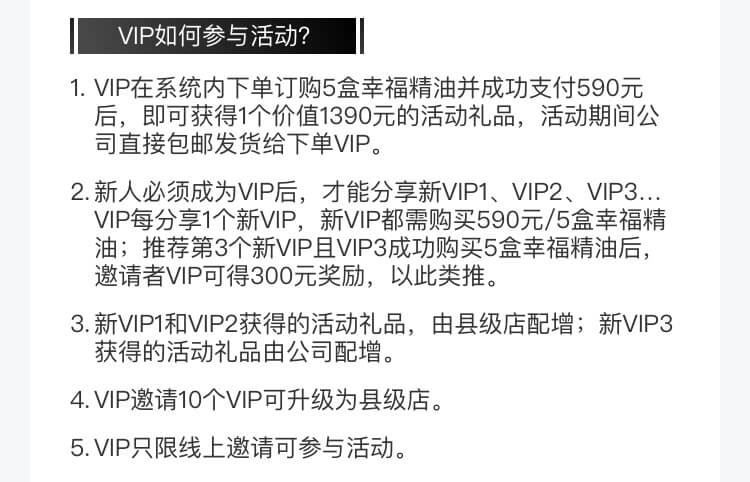 VIP如何参与活动?
1. VIP在系统内下单订购5盒幸福精油并成功支付590元
后，即可获得1个价值1390元的活动礼品，活动期间公
司直接包邮发货给下单VIP。
2. 新人必须成为VIP后，才能分享新VIP1、VIP2、VIP3...
VIP每分享1个新VIP，新VIP都需购买590元/5盒幸福精
油；推荐第3个新VIP且VIP3成功购买5盒幸福精油后，
邀请者VIP可得300元奖励，以此类推。
3. 新VIP1和VIP2获得的活动礼品，由县级店配增；新VIP3
获得的活动礼品由公司配增。
4. VIP邀请10个VIP可升级为县级店。
5. VIP只限线上邀请可参与活动。